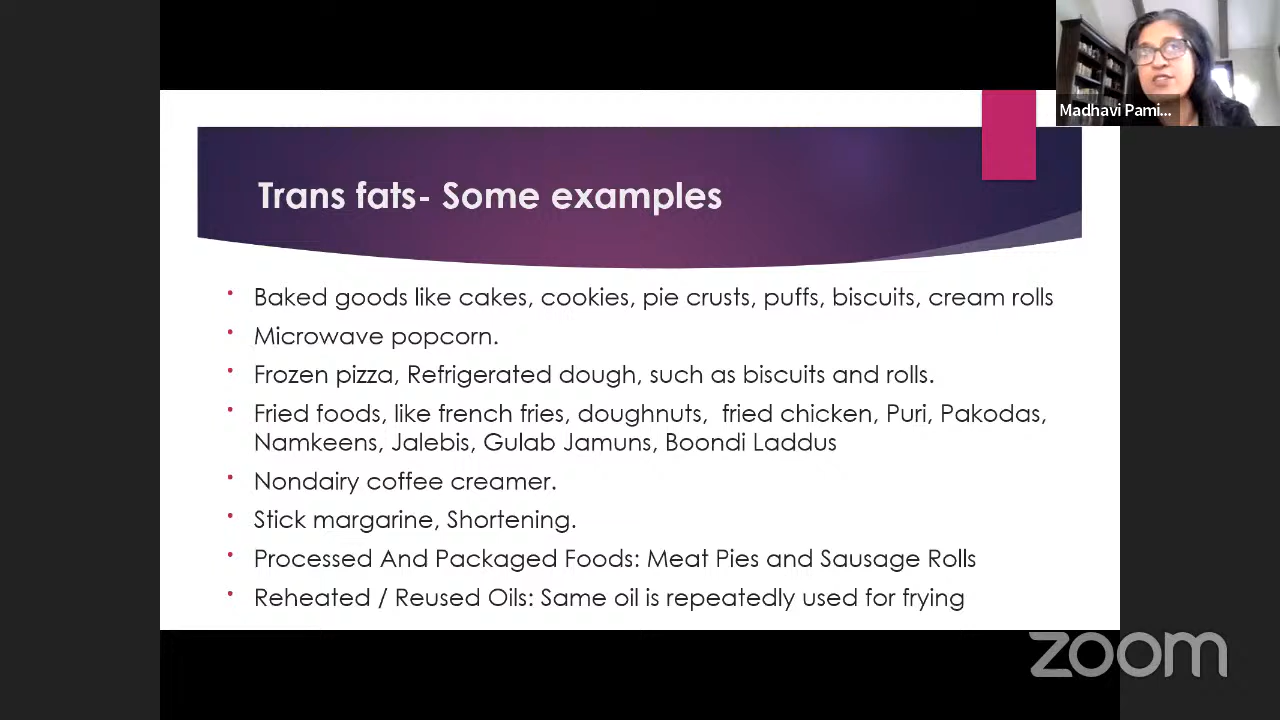 Madhavi Pami...
Trans fats- Some examples
• Baked goods like cakes, cookies, pie crusts, puffs, biscuits, cream rolls
• Microwave popcorn.
• Frozen pizza, Refrigerated dough, such as biscuits and rolls.
• Fried foods, like french fries, doughnuts,  fried chicken, Puri, Pakodas,
Namkeens, Jalebis, Gulab Jamuns, Boondi Laddus
• Nondairy coffee creamer.
• Stick margarine, Shortening.
• Processed And Packaged Foods: Meat Pies and Sausage Rolls
• Reheated / Reused Oils: Same oil is repeatedly used for frying
zoom